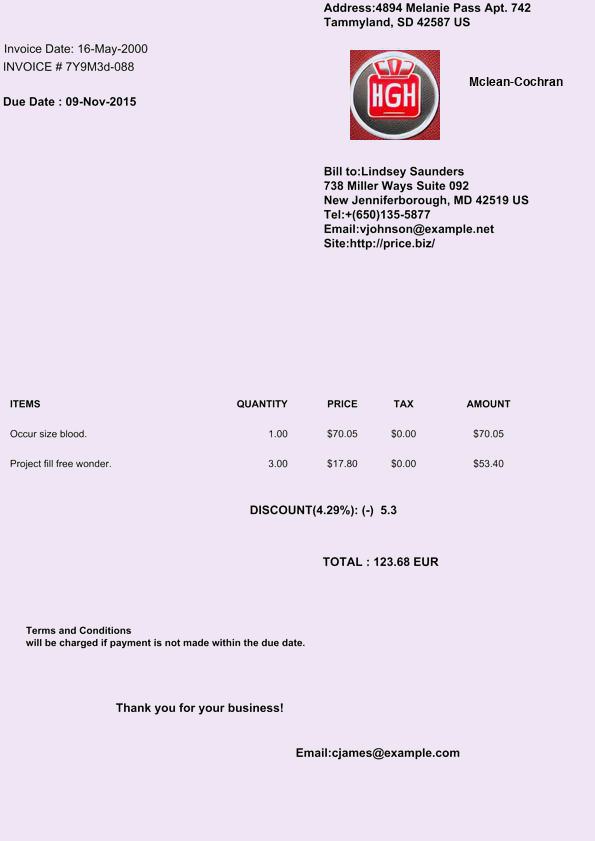 Address:4894 Melanie Pass Apt. 742
Tammyland, SD 42587 US
Invoice Date: 16-May-2000
INVOICE # 7Y9M3d-088
Due Date : 09-Nov-2015
HGH
Mclean-Cochran
Bill to:Lindsey Saunders
738 Miller Ways Suite 092
New Jenniferborough, MD 42519 US
Tel:+(650)135-5877
Email:vjohnson@example.net
Site:http://price.biz/
ITEMS QUANTITY PRICE TAX AMOUNT
Occur size blood. 1.00 $70.05 $0.00 $70.05
Project fill free wonder. 3.00 $17.80 $0.00 $53.40
DISCOUNT(4.29%): (-) 5.3
TOTAL : 123.68 EUR
Terms and Conditions
will be charged if payment is not made within the due date.
Thank you for your business!
Email:cjames@example.com